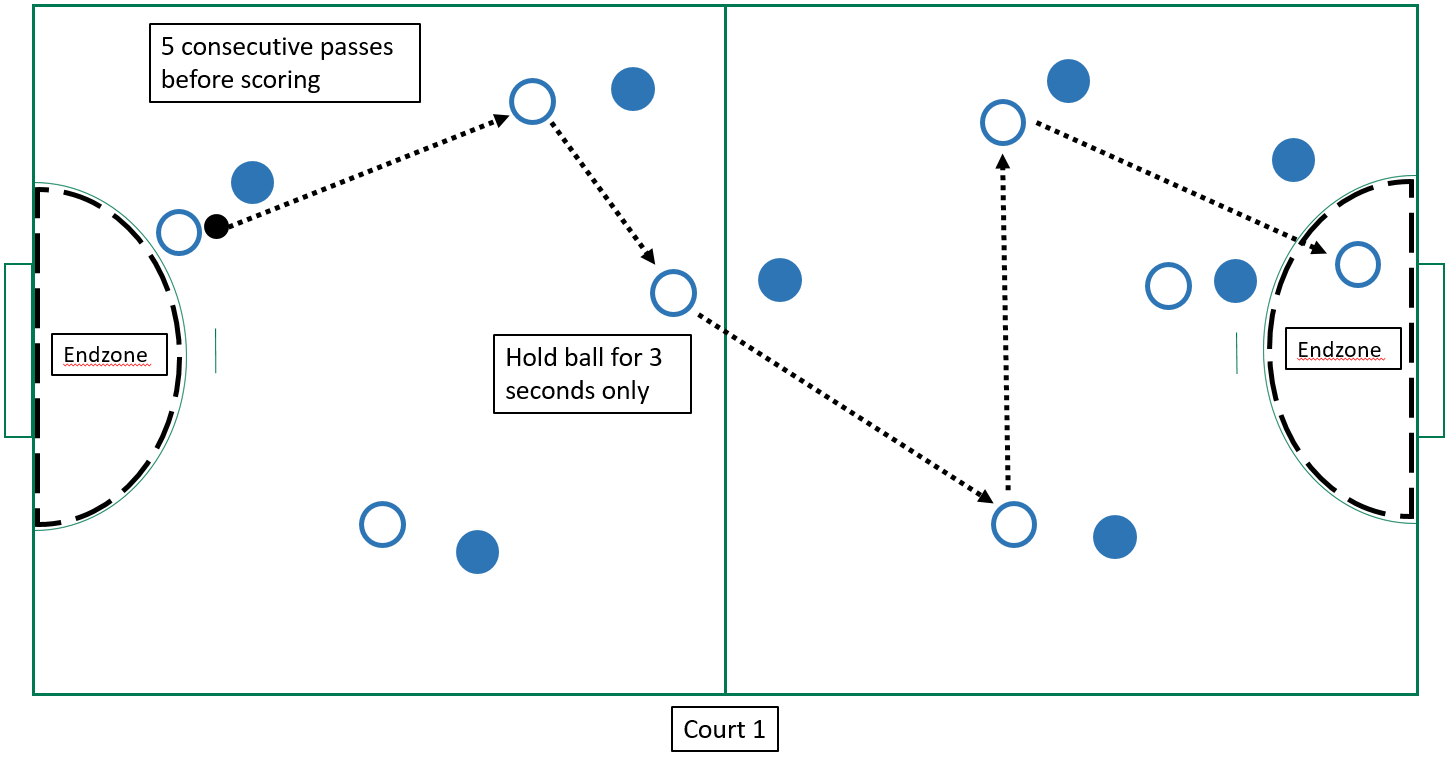 5 consecutive passes
before scoring
Endzone
Hold ball for 3
seconds only
Endzone
Court 1